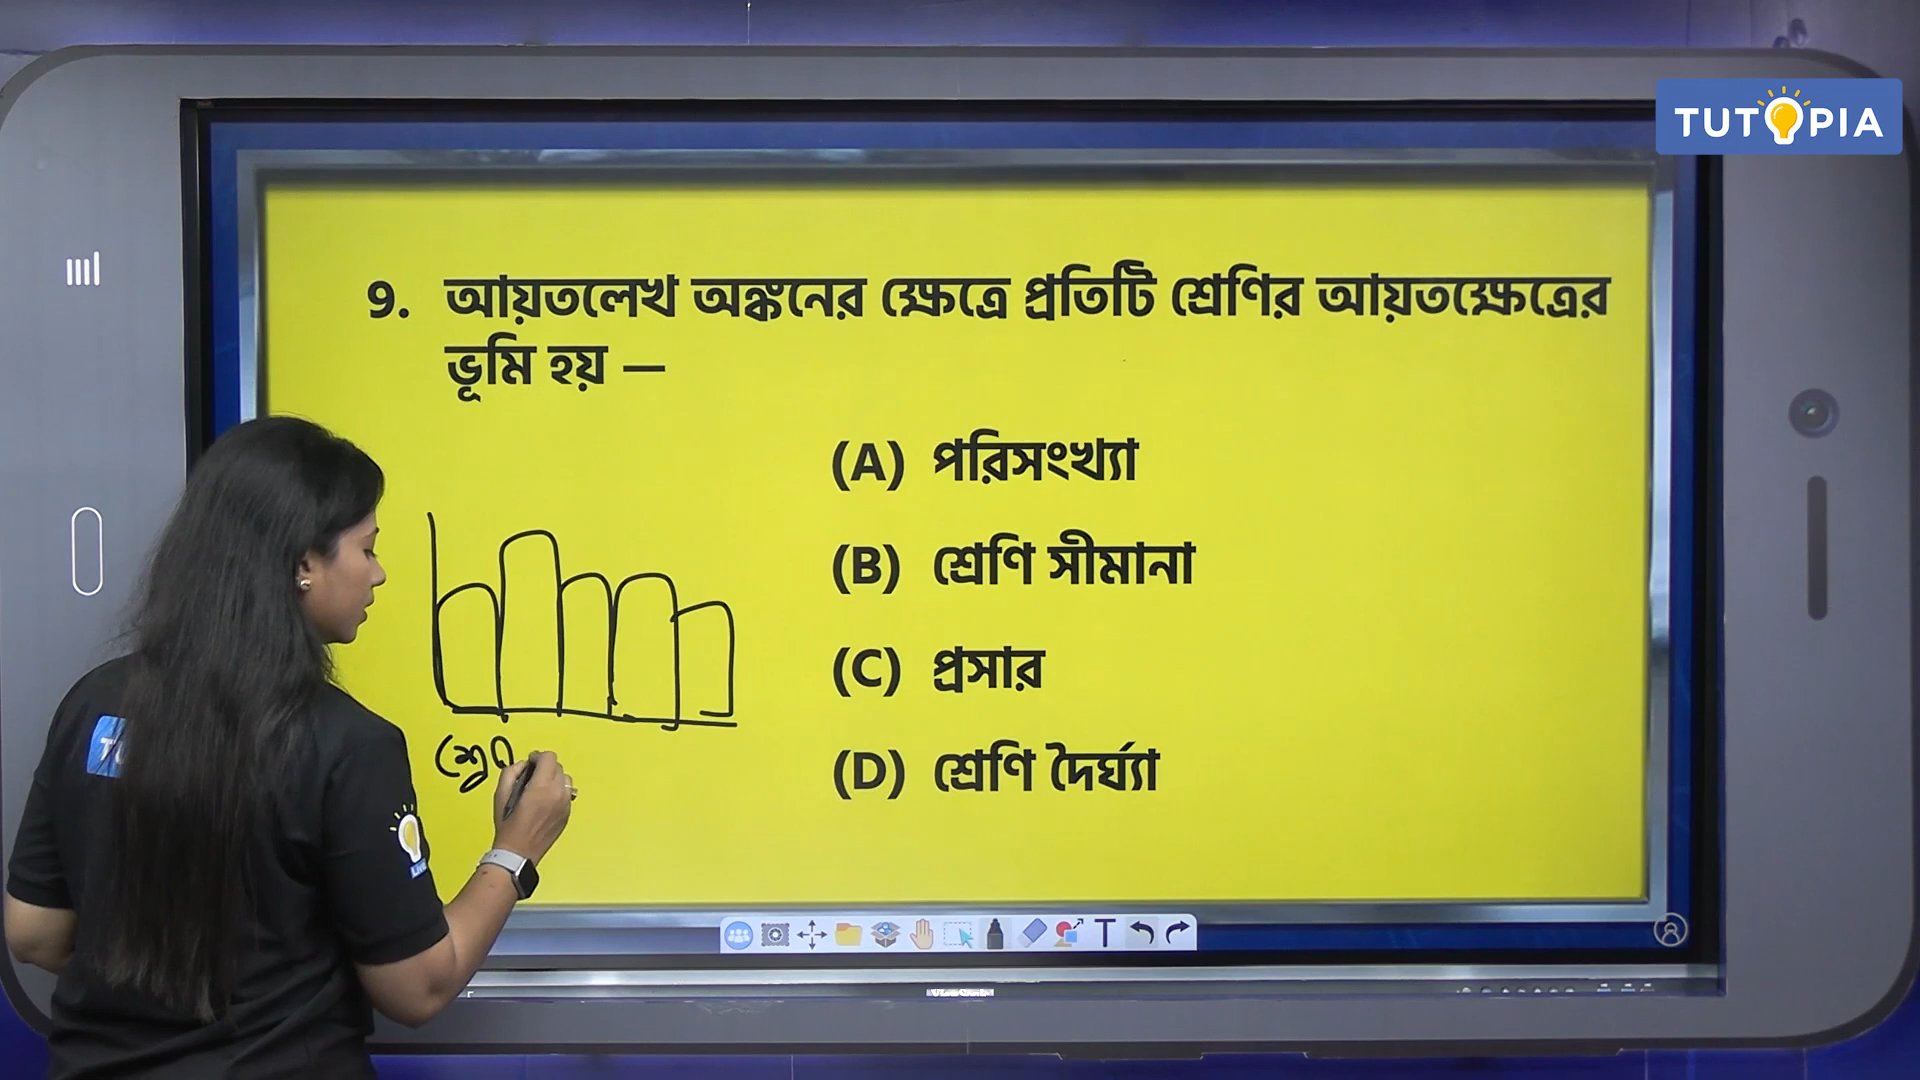 TUTOPIA
9. আয়তলেখ অঙ্কনের ক্ষেত্রে প্রতিটি শ্রেণির আয়তক্ষেত্রের
ভূমি হয় —
(A) পরিসংখ্যা
(B) শ্রেণি সীমানা
(C) প্রসার
(D) শ্রেণি দৈর্ঘ্যা